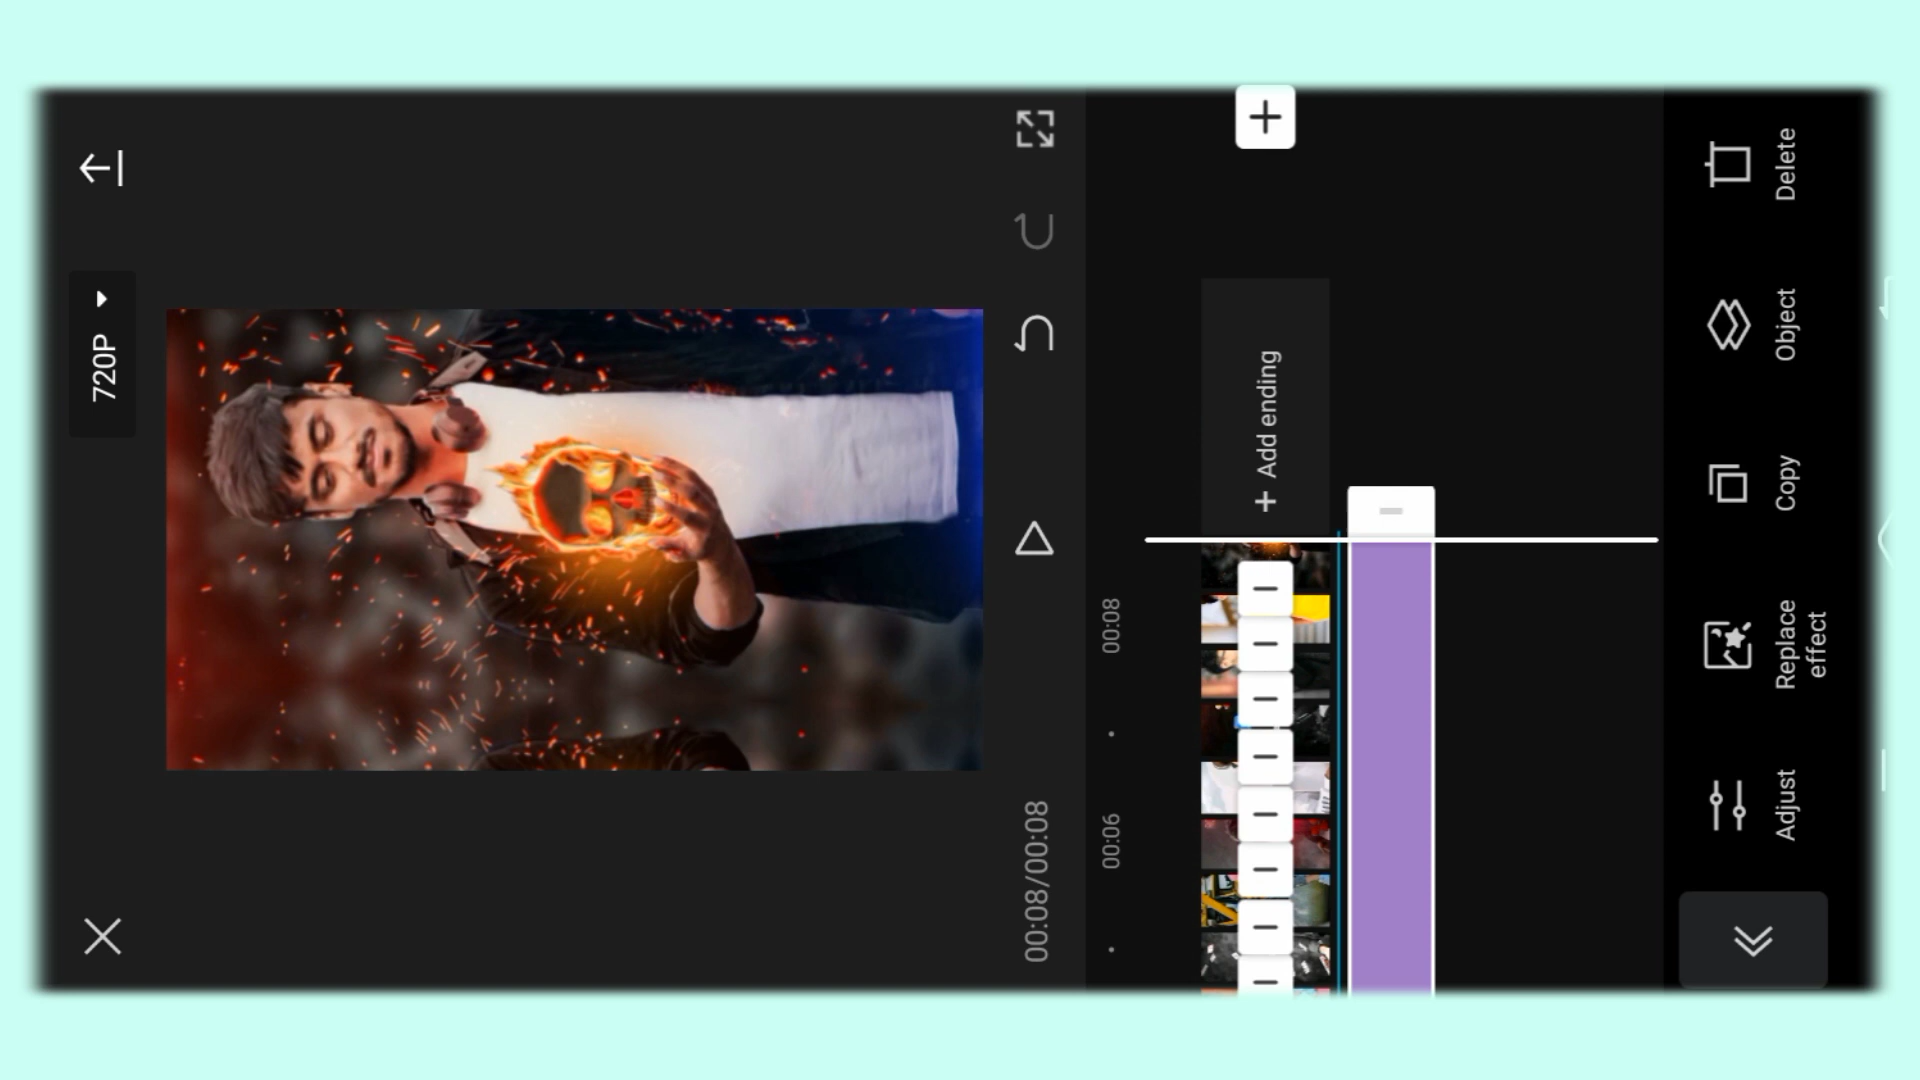 720P
00:08/00:08
00:06
00:08
+ Add ending
Adjust
Replace
effect
Copy
Object
Delete